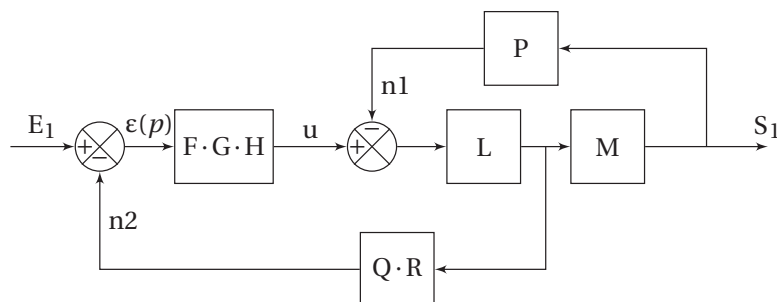 P
n1
E₁
ε(p)
F·G·H
u
L
M
S₁
+
−
+
−
n2
Q·R